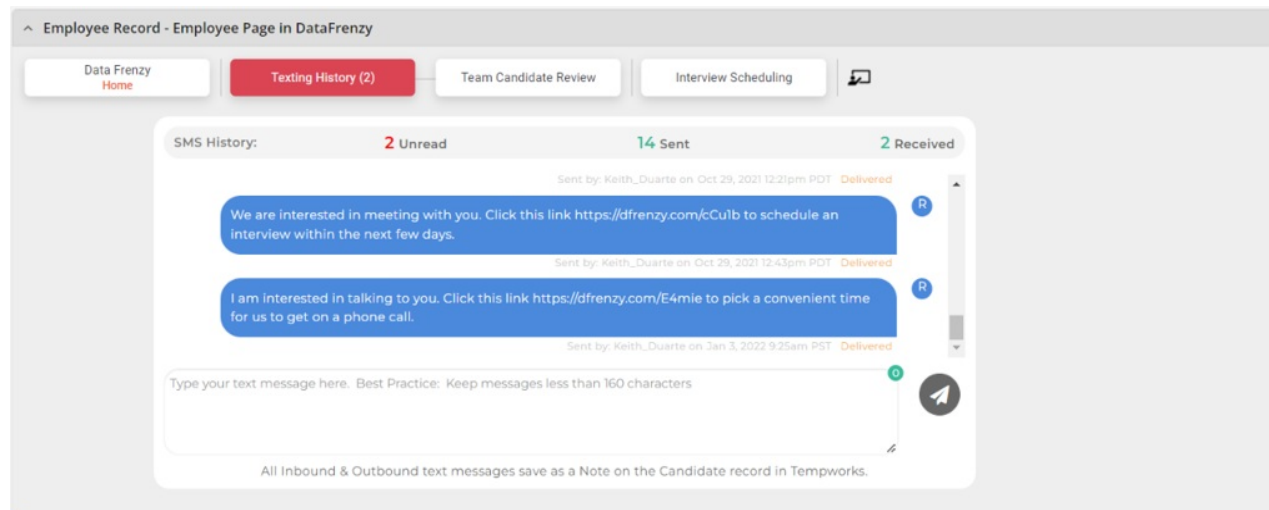 Employee Record - Employee Page in DataFrenzy
Data Frenzy
Home
Texting History (2)
Team Candidate Review
Interview Scheduling
SMS History:
2 Unread
14 Sent
2 Received
Sent by: Keith_Duarte on Oct 29, 2021 12:21pm PDT Delivered
We are interested in meeting with you. Click this link https://dfrenzy.com/cCu1b to schedule an
interview within the next few days.
R
Sent by: Keith_Duarte on Oct 29, 2021 12:43pm PDT Delivered
I am interested in talking to you. Click this link https://dfrenzy.com/E4mie to pick a convenient time
for us to get on a phone call.
R
Sent by: Keith_Duarte on Jan 3, 2022 9:25am PST Delivered
Type your text message here. Best Practice: Keep messages less than 160 characters
0
All Inbound & Outbound text messages save as a Note on the Candidate record in Tempworks.